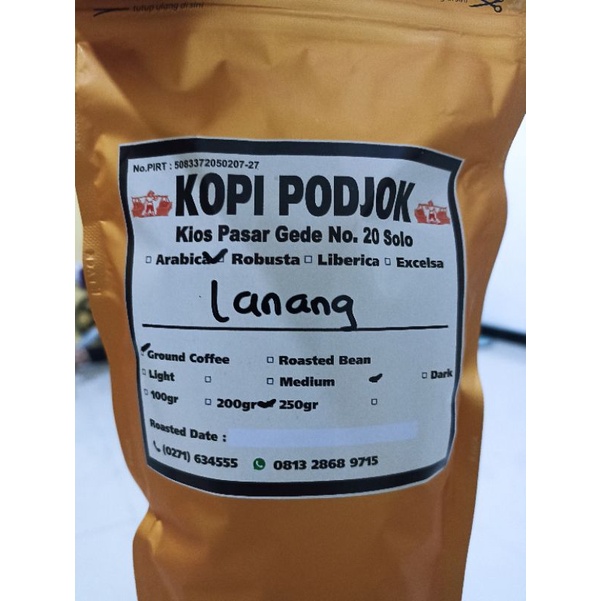 No.PIRT : 5083372050207-27
KOPI PODJOK
Kios Pasar Gede No. 20 Solo
Arabica Robusta Liberica Excelsa
Lanang
Ground Coffee Roasted Bean
Light Medium Dark
100gr 200gr 250gr
Roasted Date :
(0271) 634555 0813 2868 9715